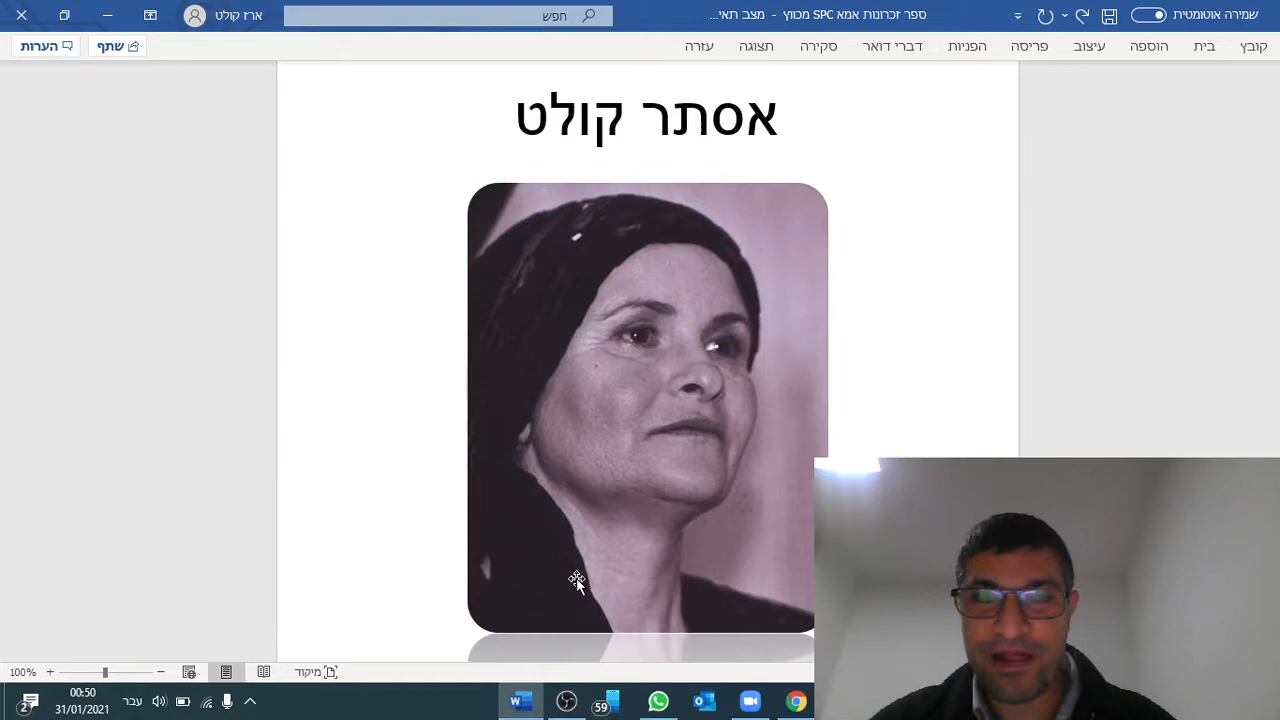 שמירה אוטומטית ספר זכרונות אמא SPC מכווץ - מצב תאי... חפש ארז קולט
קובץ בית הוספה עיצוב פריסה הפניות דברי דואר סקירה תצוגה עזרה שתף הערות
אסתר קולט
מיקוד 100%
59
עבר 00:50
31/01/2021
2